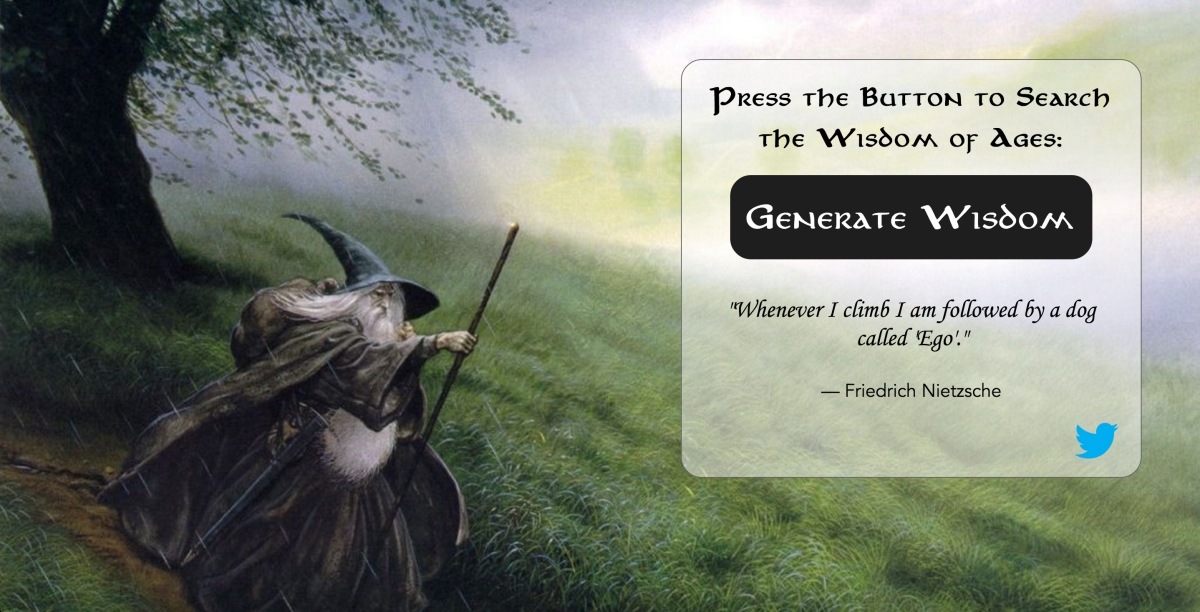 Press the Button to Search
the Wisdom of Ages:
Generate Wisdom
"Whenever I climb I am followed by a dog
called 'Ego'."
— Friedrich Nietzsche